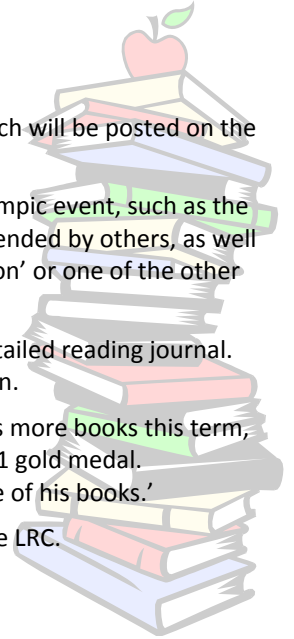 ch will be posted on the
mpic event, such as the
ended by others, as well
on’ or one of the other
tailed reading journal.
n.
s more books this term,
1 gold medal.
e of his books.’
e LRC.